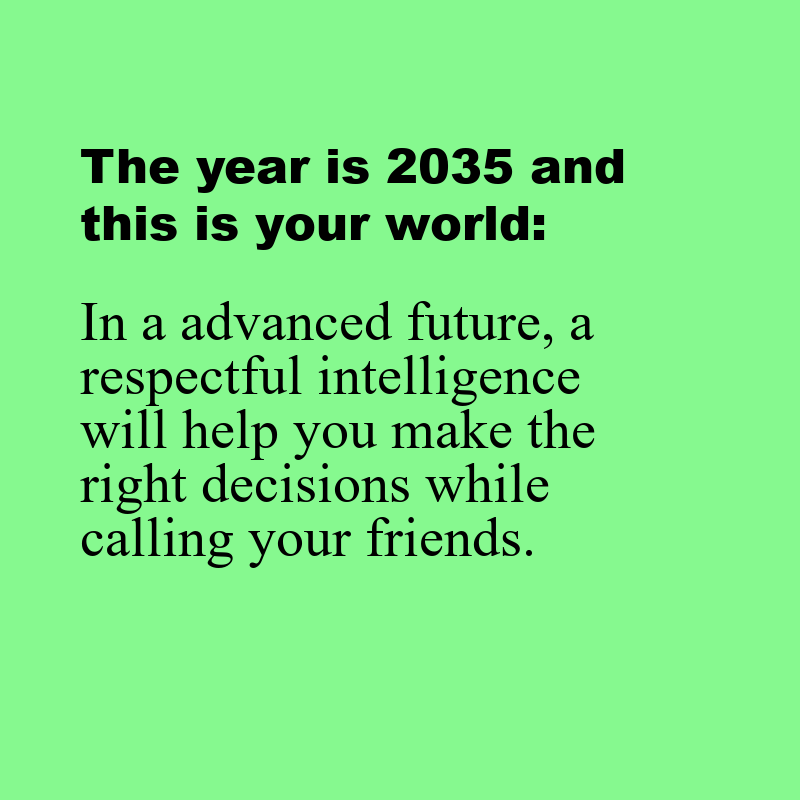 The year is 2035 and
this is your world:
In a advanced future, a
respectful intelligence
will help you make the
right decisions while
calling your friends.